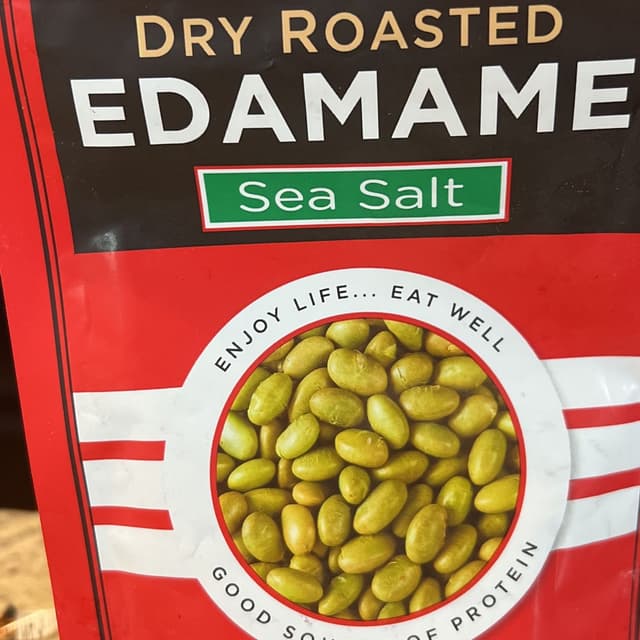 DRY ROASTED
EDAMAME
Sea Salt
ENJOY LIFE... EAT WELL
GOOD OF PROTEIN